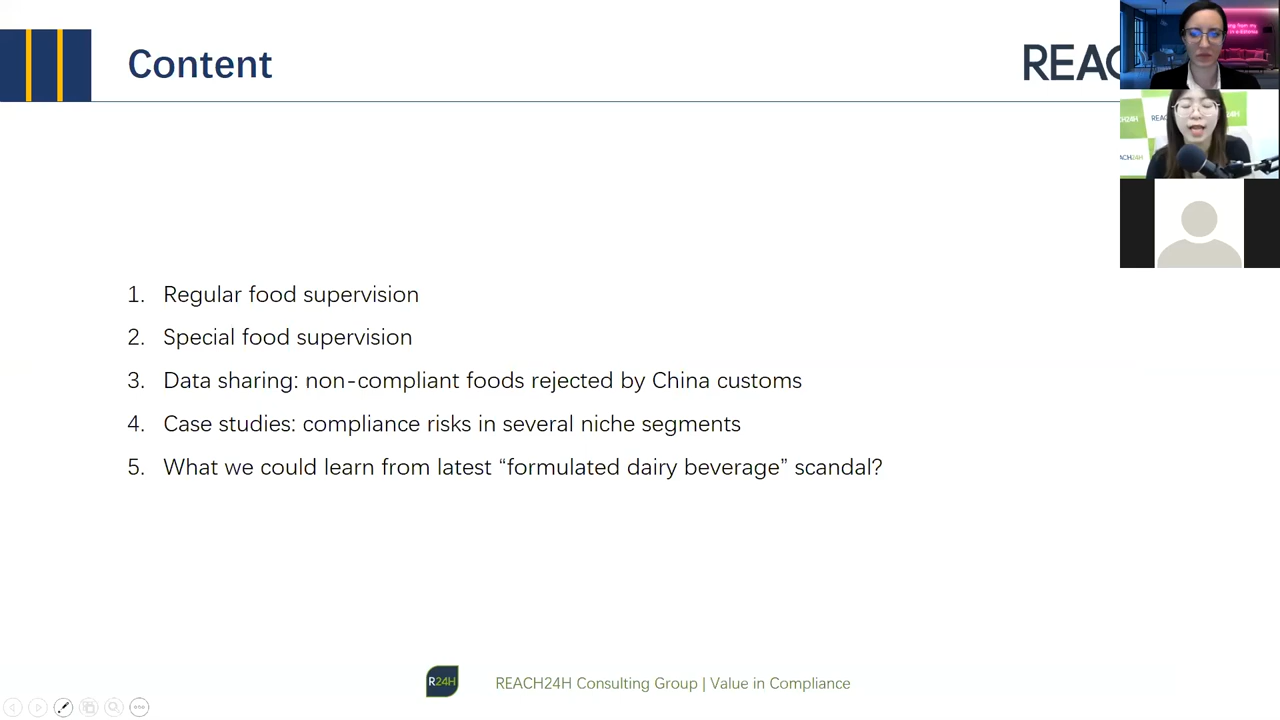 Content
REAC
1. Regular food supervision
2. Special food supervision
3. Data sharing: non-compliant foods rejected by China customs
4. Case studies: compliance risks in several niche segments
5. What we could learn from latest “formulated dairy beverage” scandal?
R24H
REACH24H Consulting Group | Value in Compliance